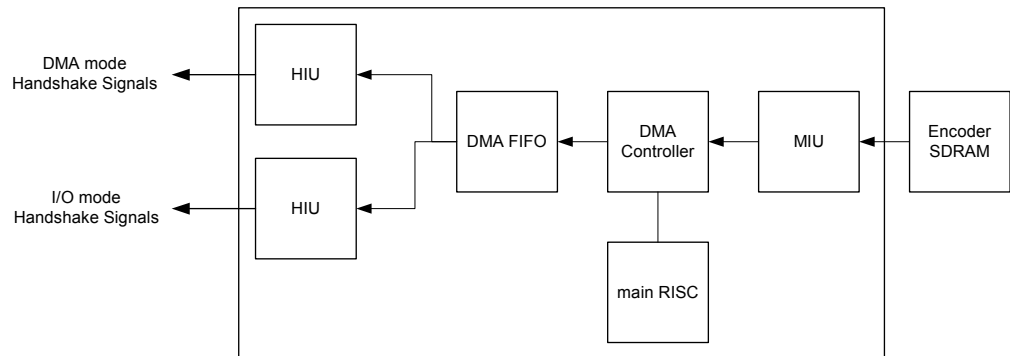 DMA mode
Handshake Signals
HIU
DMA FIFO
DMA
Controller
MIU
Encoder
SDRAM
I/O mode
Handshake Signals
HIU
main RISC